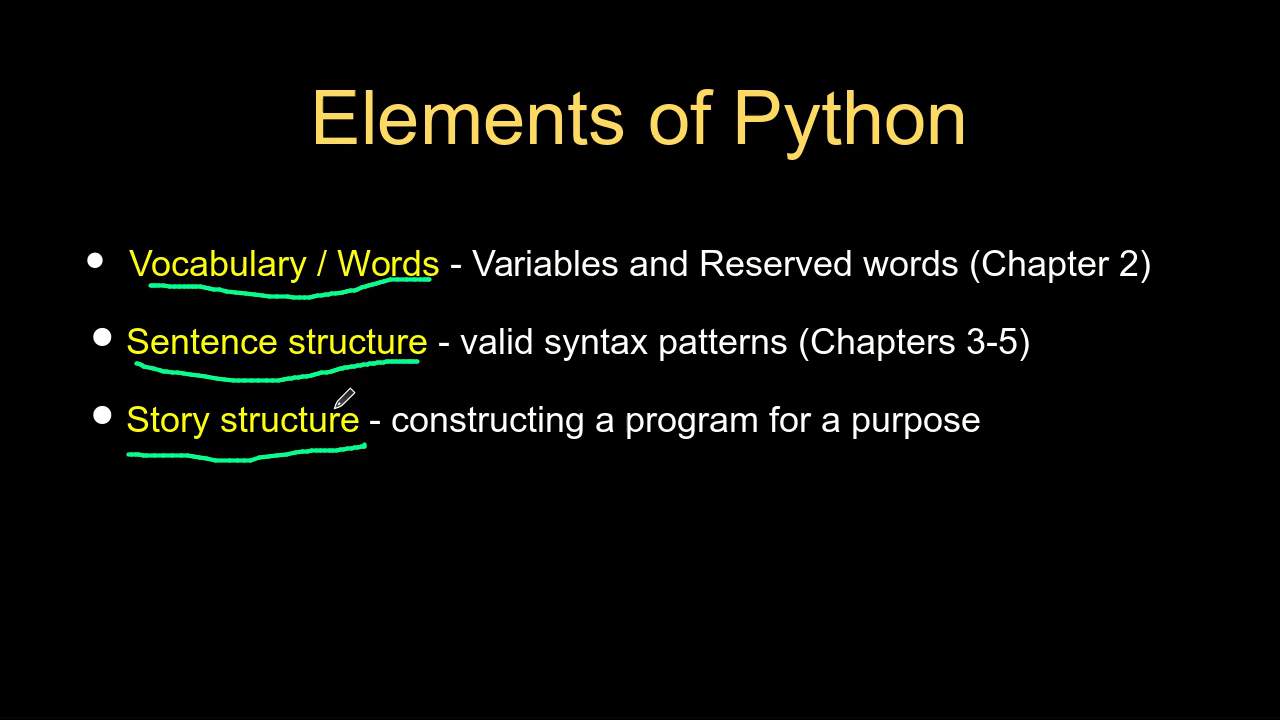 Elements of Python
• Vocabulary / Words - Variables and Reserved words (Chapter 2)
• Sentence structure - valid syntax patterns (Chapters 3-5)
• Story structure - constructing a program for a purpose